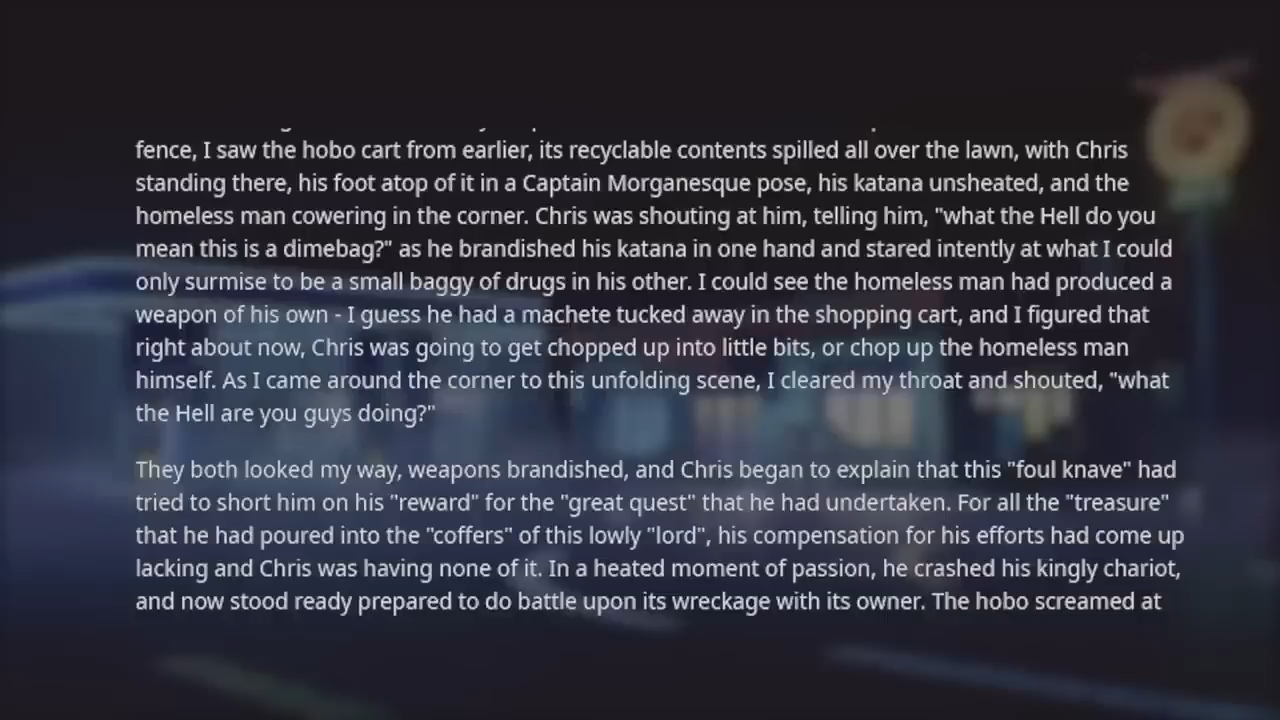 fence, I saw the hobo cart from earlier, its recyclable contents spilled all over the lawn, with Chris
standing there, his foot atop of it in a Captain Morganesque pose, his katana unsheated, and the
homeless man cowering in the corner. Chris was shouting at him, telling him, "what the Hell do you
mean this is a dimebag?" as he brandished his katana in one hand and stared intently at what I could
only surmise to be a small baggy of drugs in his other. I could see the homeless man had produced a
weapon of his own - I guess he had a machete tucked away in the shopping cart, and I figured that
right about now, Chris was going to get chopped up into little bits, or chop up the homeless man
himself. As I came around the corner to this unfolding scene, I cleared my throat and shouted, "what
the Hell are you guys doing?"
They both looked my way, weapons brandished, and Chris began to explain that this "foul knave" had
tried to short him on his "reward" for the "great quest" that he had undertaken. For all the "treasure"
that he had poured into the "coffers" of this lowly "lord", his compensation for his efforts had come up
lacking and Chris was having none of it. In a heated moment of passion, he crashed his kingly chariot,
and now stood ready prepared to do battle upon its wreckage with its owner. The hobo screamed at